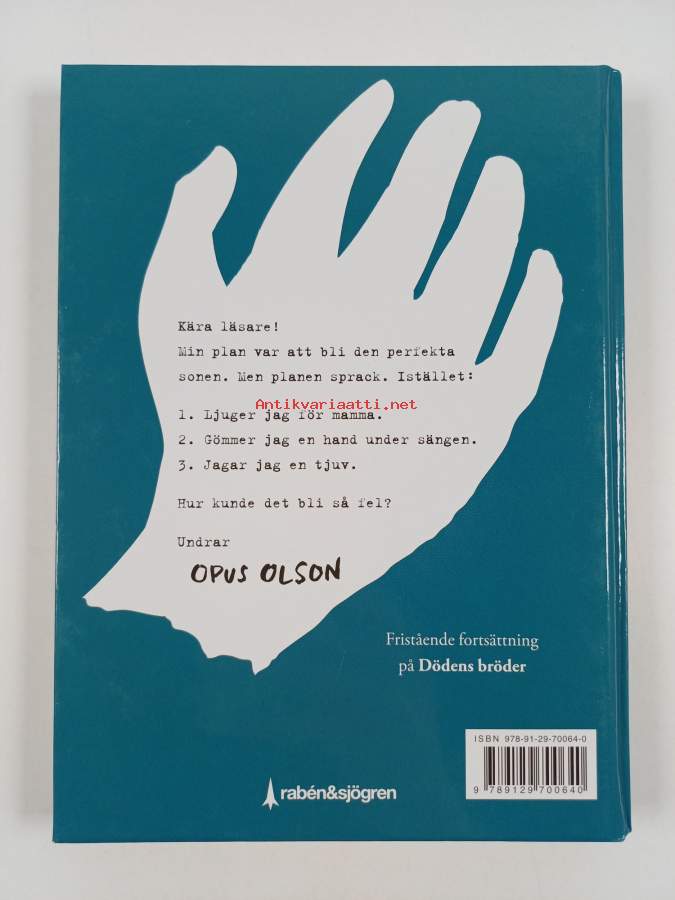 Kära läsare!
Min plan var att bli den perfekta
sonen. Men planen sprack. Istället:
Antikvariaatti.net
1. Ljuger jag för mamma.
2. Gömmer jag en hand under sängen.
3. Jagar jag en tjuv.
Hur kunde det bli så fel?
Undrar
OPUS OLSON
Fristående fortsättning
på Dödens bröder
ISBN 978-91-29-70064-0
9 789129 700640
rabén&sjögren